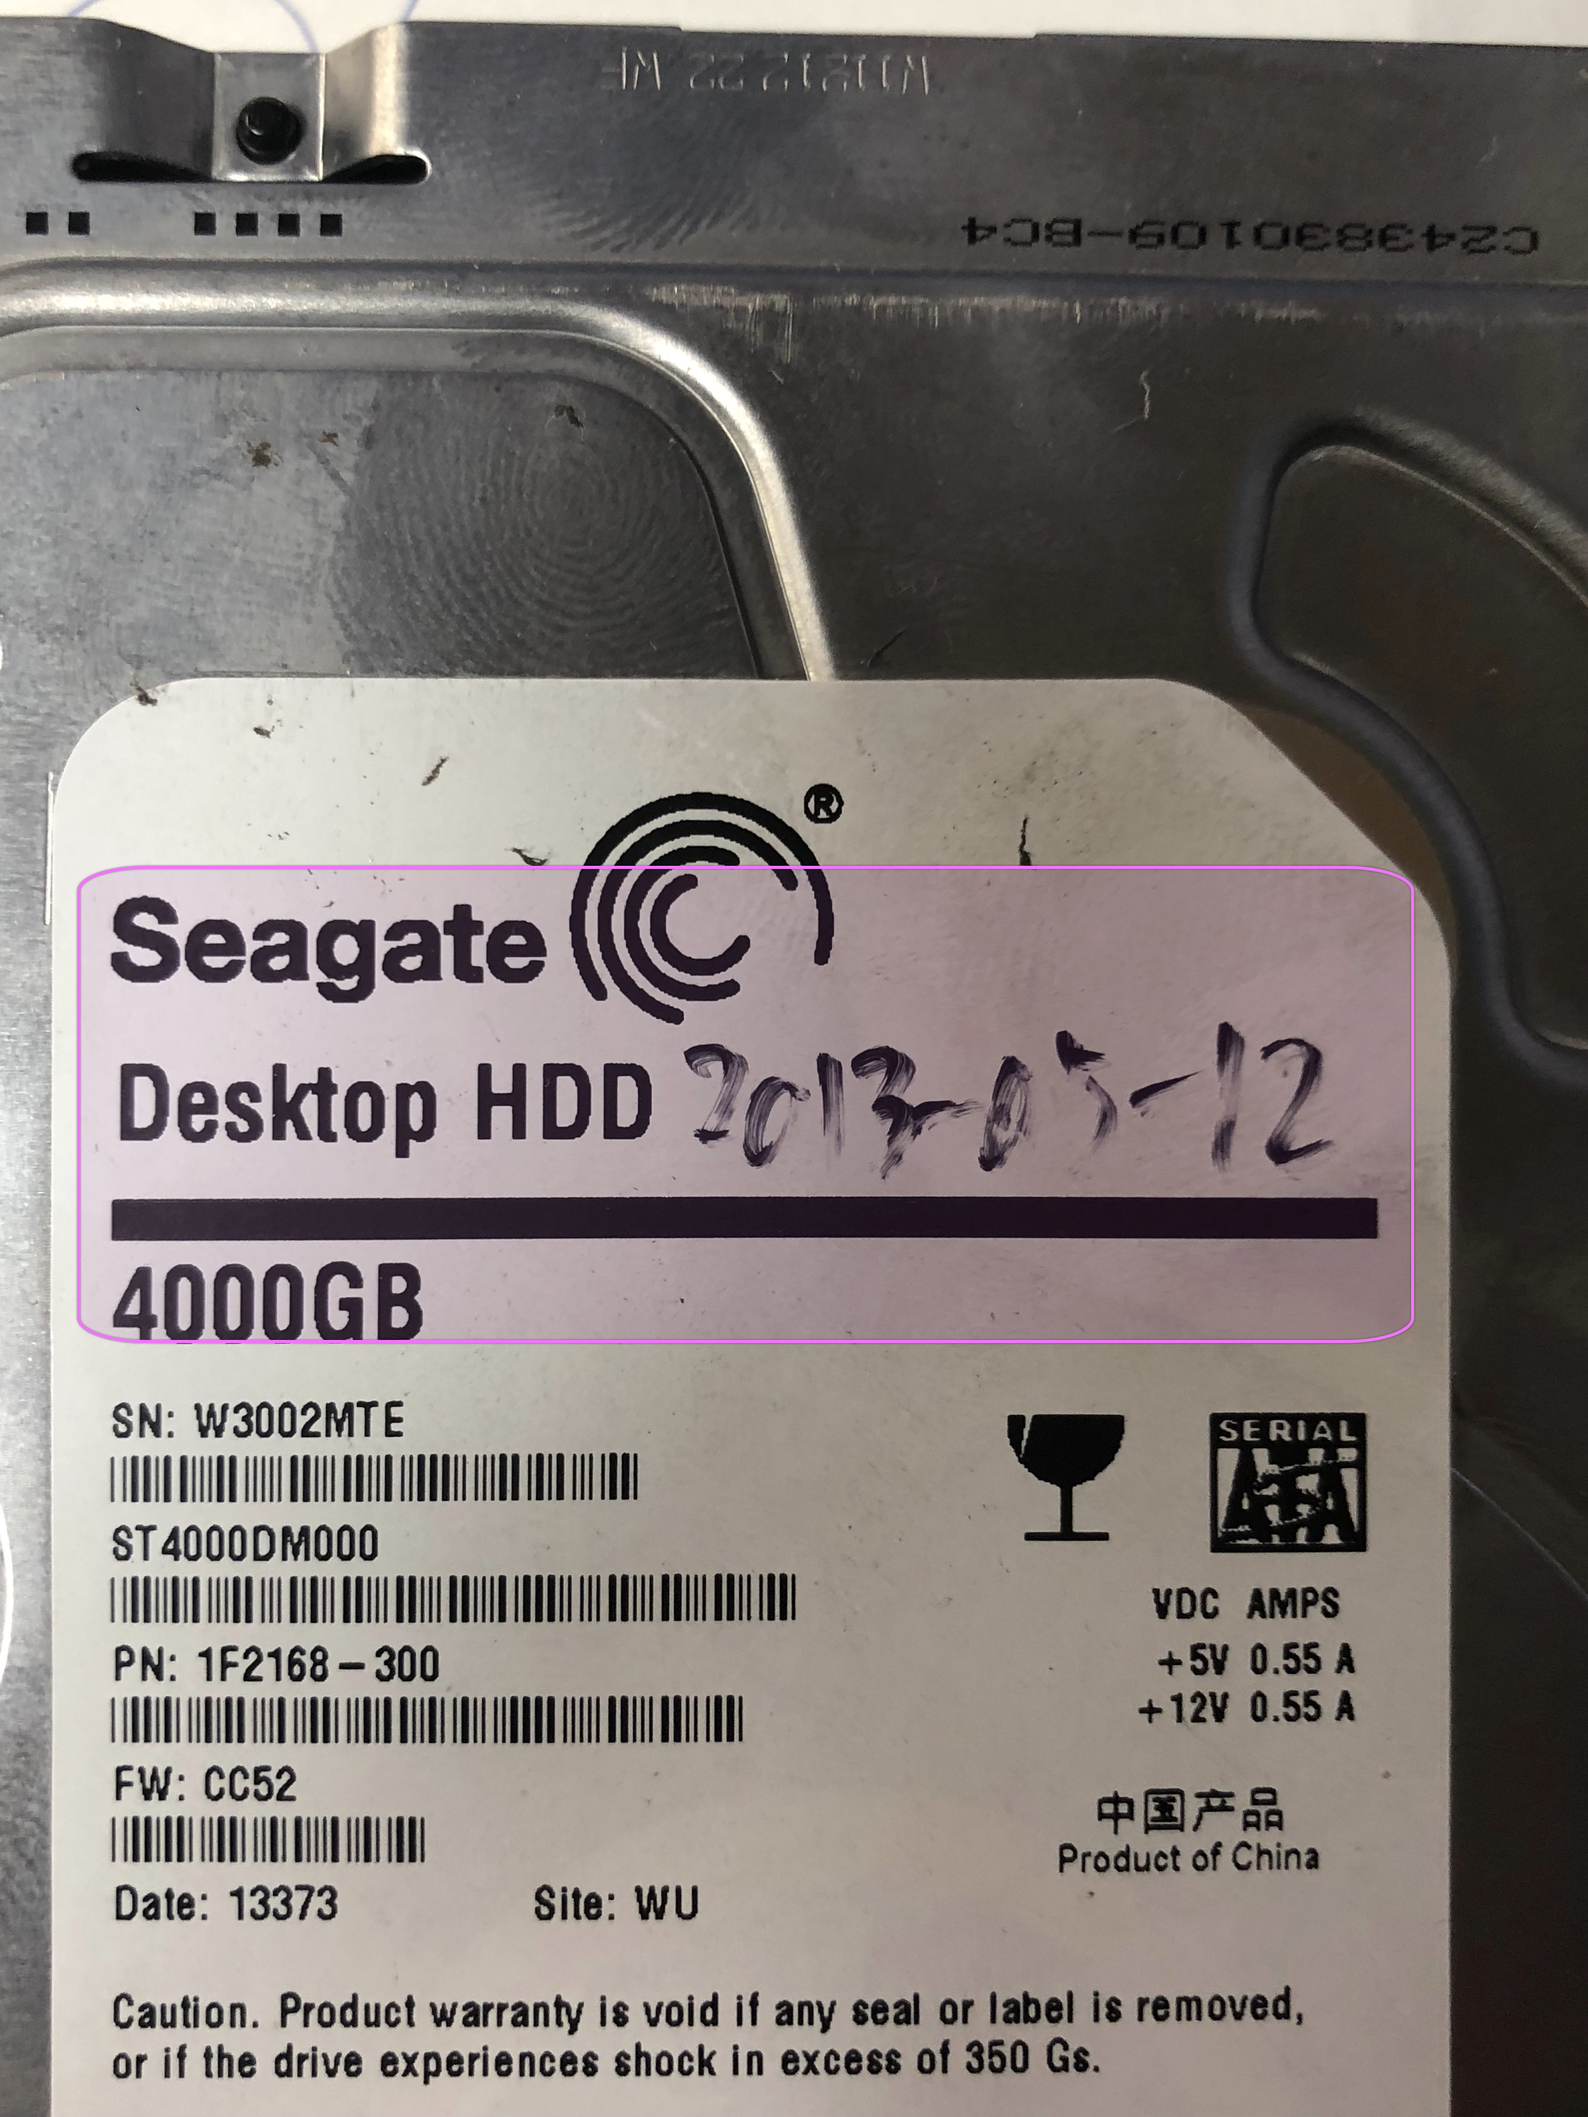 C243830109-BC4
Seagate ®
Desktop HDD 2013-05-12
4000GB
SN: W3002MTE
ST4000DM000
PN: 1F2168-300
FW: CC52
Date: 13373 Site: WU
SERIAL
ATA
VDC AMPS
+5V 0.55 A
+12V 0.55 A
中国产品
Product of China
Caution. Product warranty is void if any seal or label is removed,
or if the drive experiences shock in excess of 350 Gs.